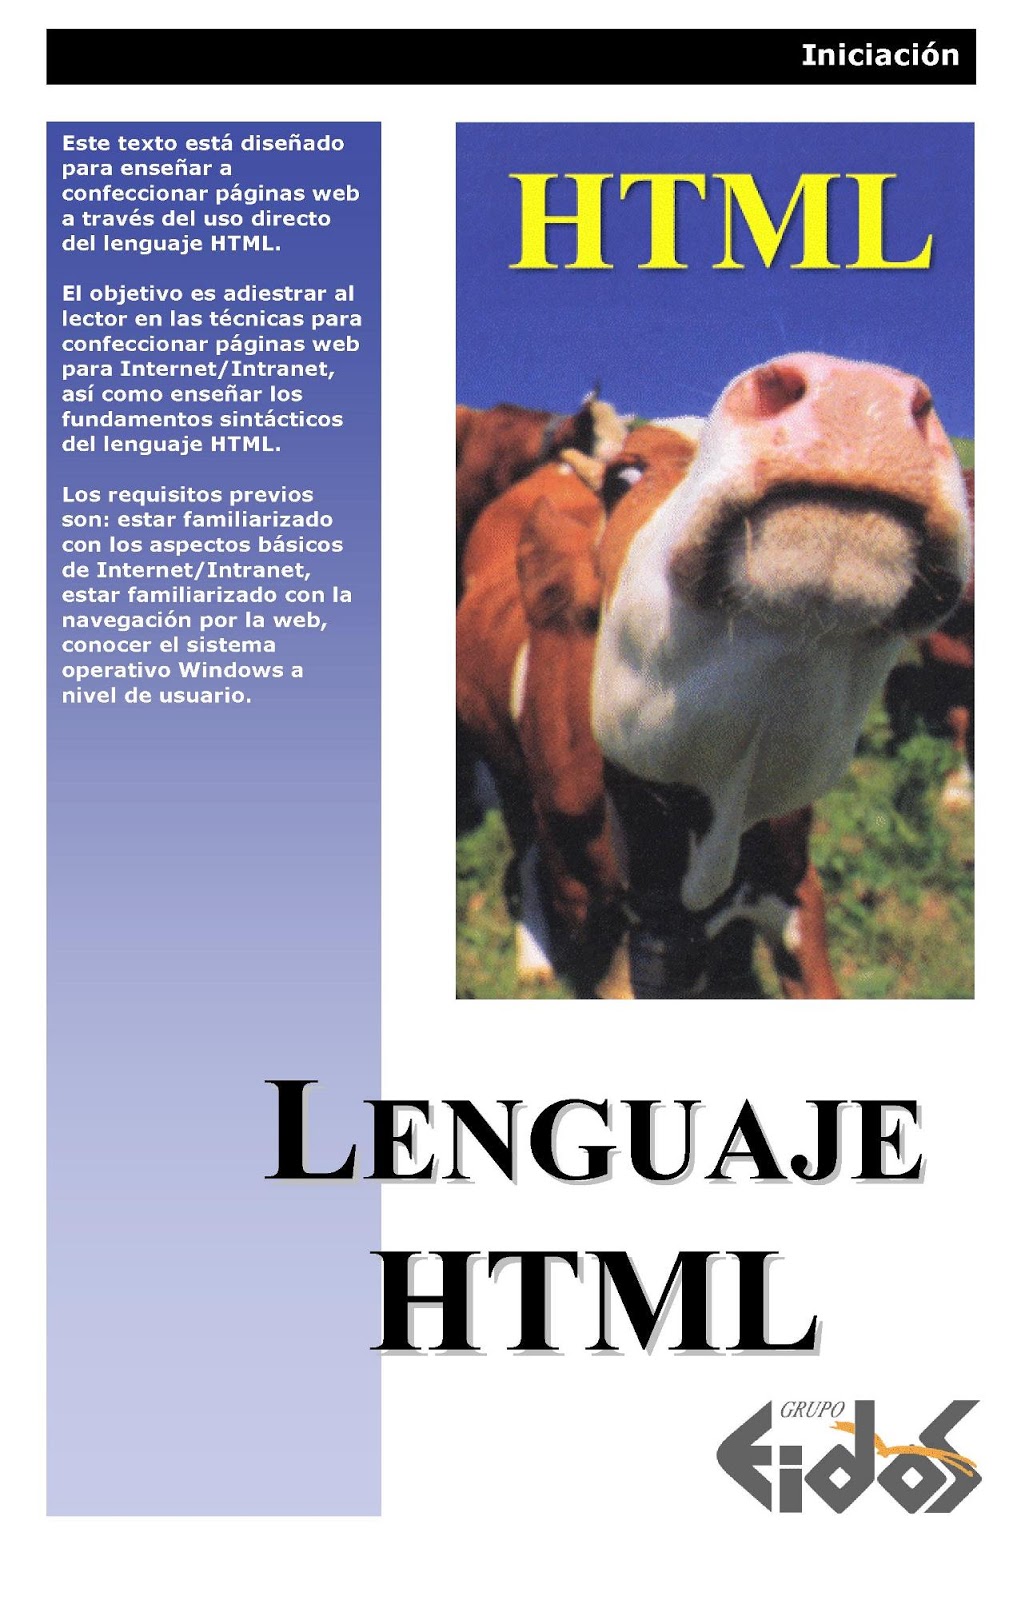 Iniciación
Este texto está diseñado
para enseñar a
confeccionar páginas web
a través del uso directo
del lenguaje HTML.
El objetivo es adiestrar al
lector en las técnicas para
confeccionar páginas web
para Internet/Intranet,
así como enseñar los
fundamentos sintácticos
del lenguaje HTML.
Los requisitos previos
son: estar familiarizado
con los aspectos básicos
de Internet/Intranet,
estar familiarizado con la
navegación por la web,
conocer el sistema
operativo Windows a
nivel de usuario.
HTML
LENGUAJE
HTML
GRUPO
Eidos